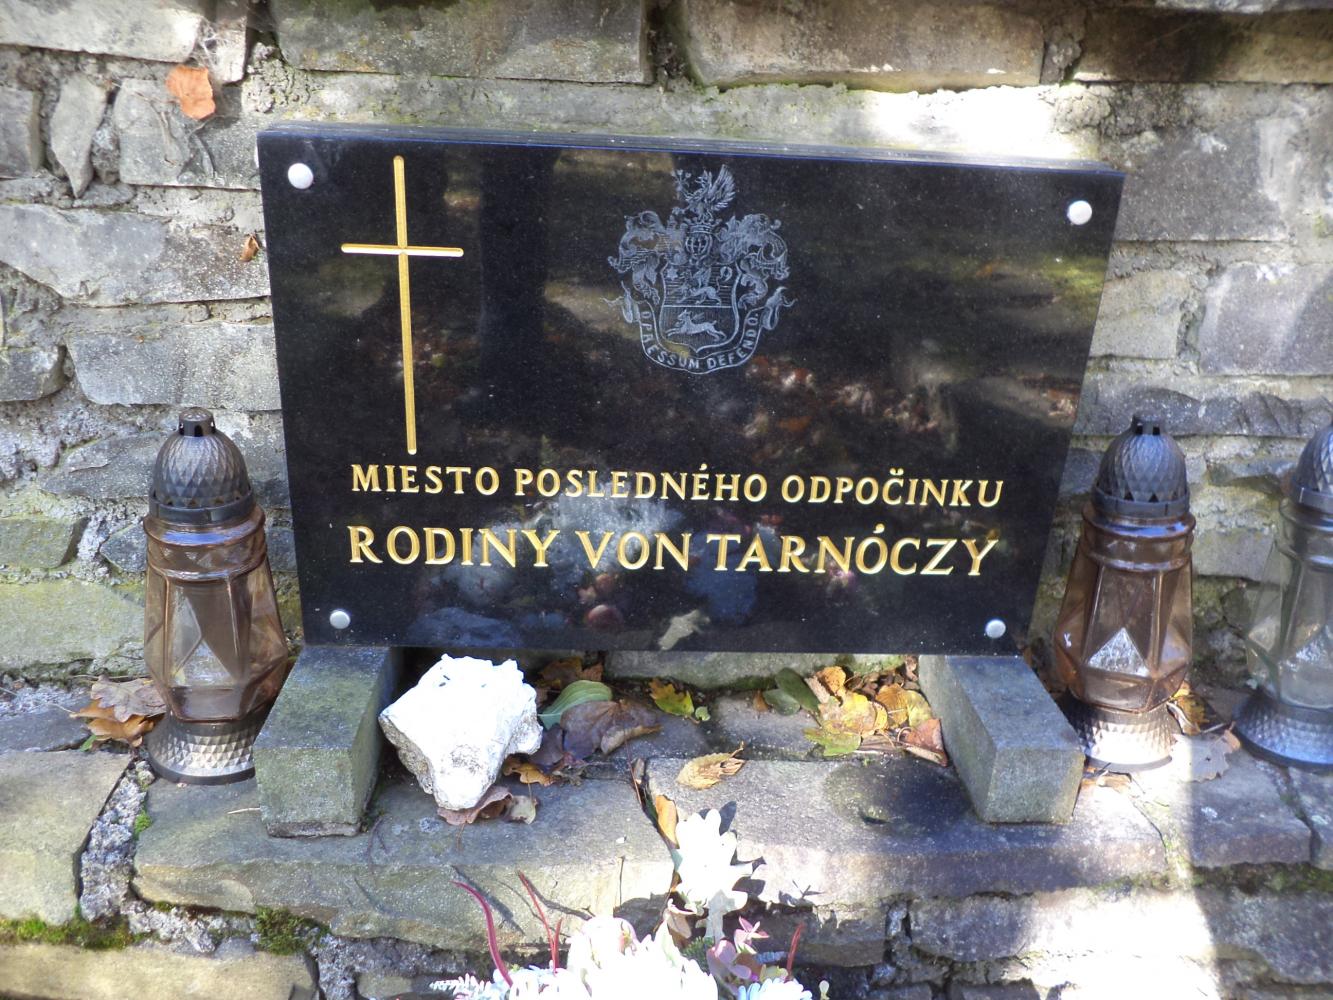 OPRESSUM DEFENDO.
MIESTO POSLEDNÉHO ODPOČINKU
RODINY VON TARNÓCZY